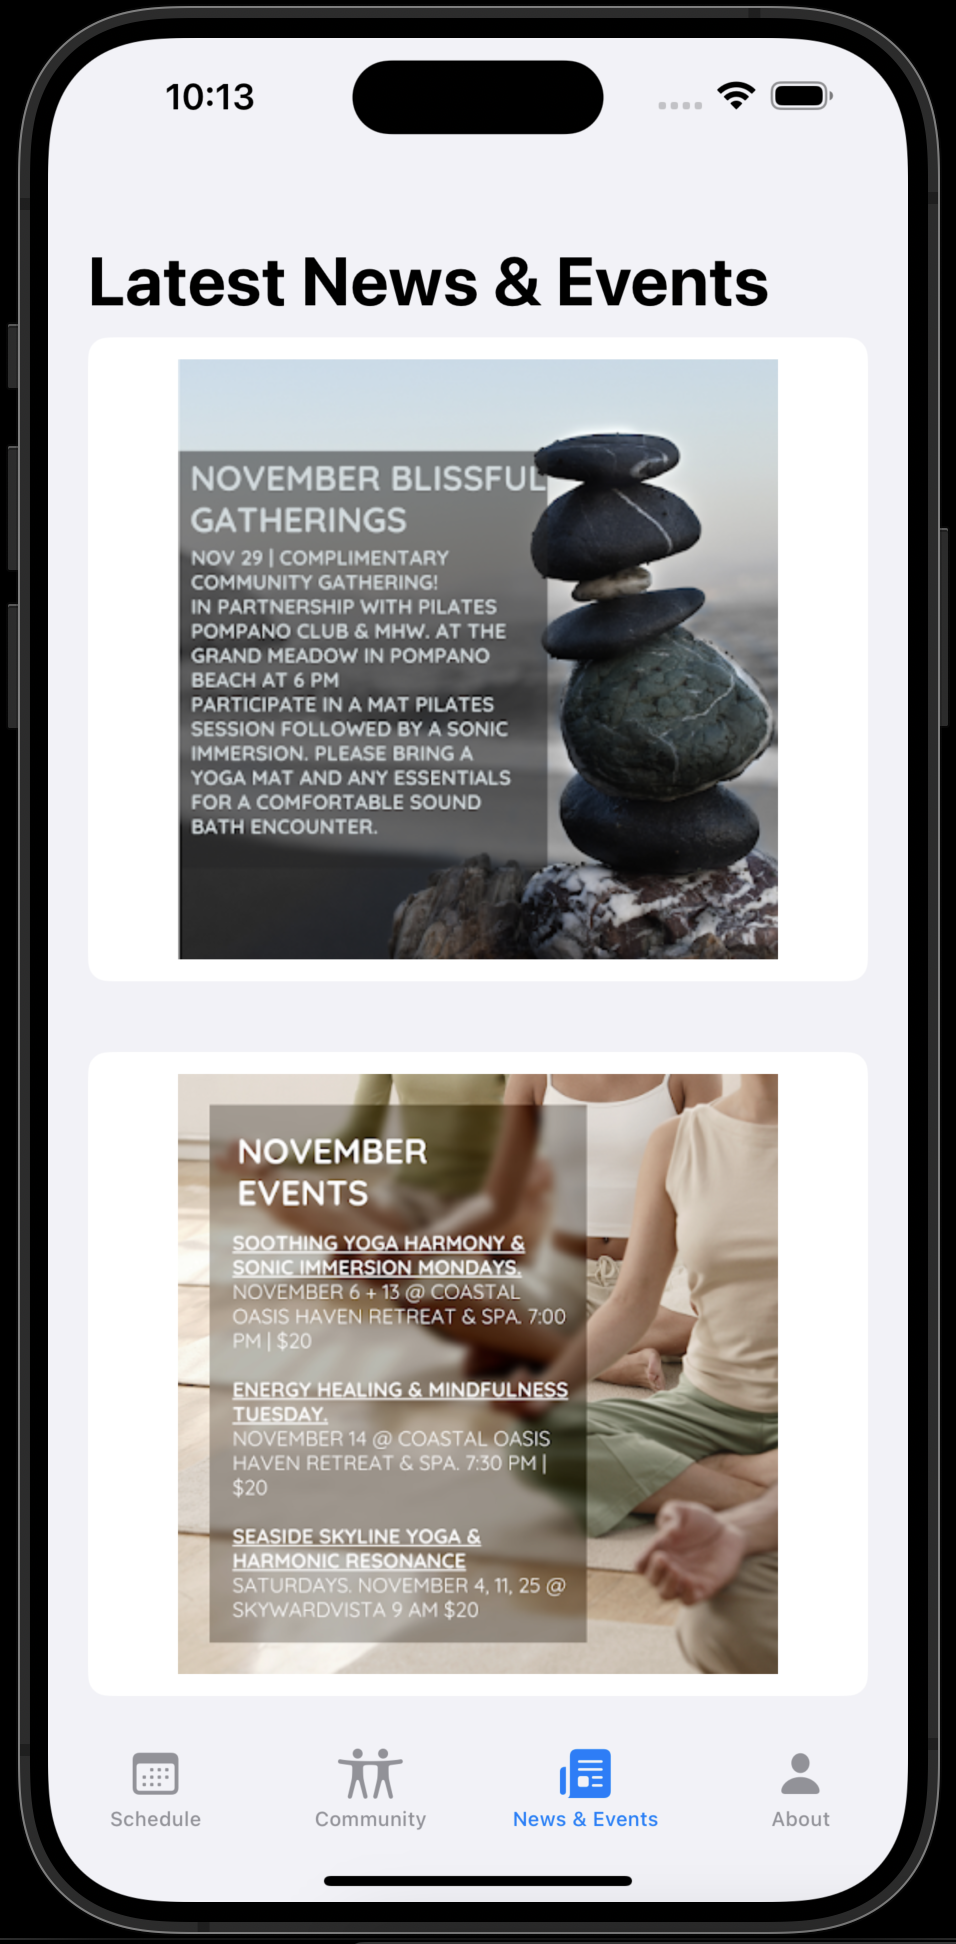 10:13
Latest News & Events
NOVEMBER BLISSFUL
GATHERINGS
NOV 29 | COMPLIMENTARY
COMMUNITY GATHERING!
IN PARTNERSHIP WITH PILATES
POMPANO CLUB & MHW. AT THE
GRAND MEADOW IN POMPANO
BEACH AT 6 PM
PARTICIPATE IN A MAT PILATES
SESSION FOLLOWED BY A SONIC
IMMERSION. PLEASE BRING A
YOGA MAT AND ANY ESSENTIALS
FOR A COMFORTABLE SOUND
BATH ENCOUNTER.
NOVEMBER
EVENTS
SOOTHING YOGA HARMONY &
SONIC IMMERSION MONDAYS.
NOVEMBER 6 + 13 @ COASTAL
OASIS HAVEN RETREAT & SPA. 7:00
PM | $20
ENERGY HEALING & MINDFULNESS
TUESDAY.
NOVEMBER 14 @ COASTAL OASIS
HAVEN RETREAT & SPA. 7:30 PM |
$20
SEASIDE SKYLINE YOGA &
HARMONIC RESONANCE
SATURDAYS. NOVEMBER 4, 11, 25 @
SKYWARDVISTA 9 AM $20
Schedule
Community
News & Events
About